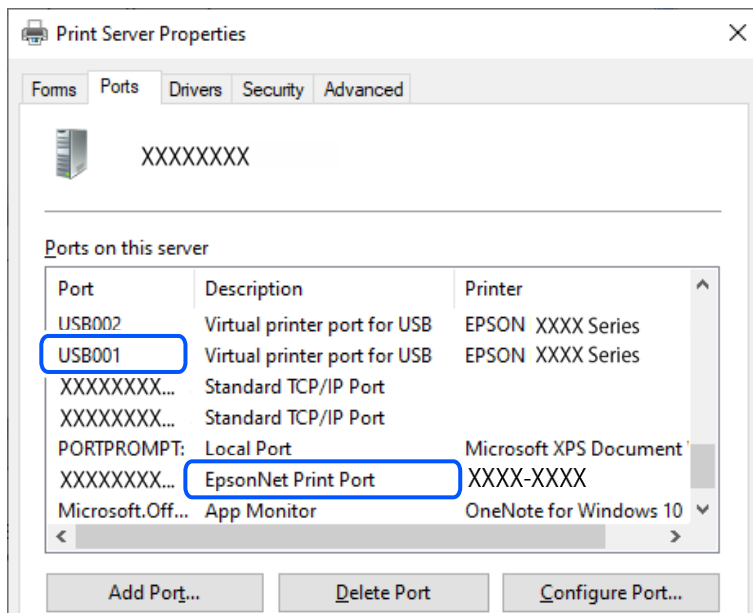 Print Server Properties
Forms Ports Drivers Security Advanced
XXXXXXXX
Ports on this server
Port Description Printer
USB002 Virtual printer port for USB EPSON XXXX Series
USB001 Virtual printer port for USB EPSON XXXX Series
XXXXXXXX... Standard TCP/IP Port
XXXXXXXX... Standard TCP/IP Port
PORTPROMPT: Local Port Microsoft XPS Document
XXXXXXXX... EpsonNet Print Port XXXX-XXXX
Microsoft.Off... App Monitor OneNote for Windows 10
Add Port... Delete Port Configure Port...